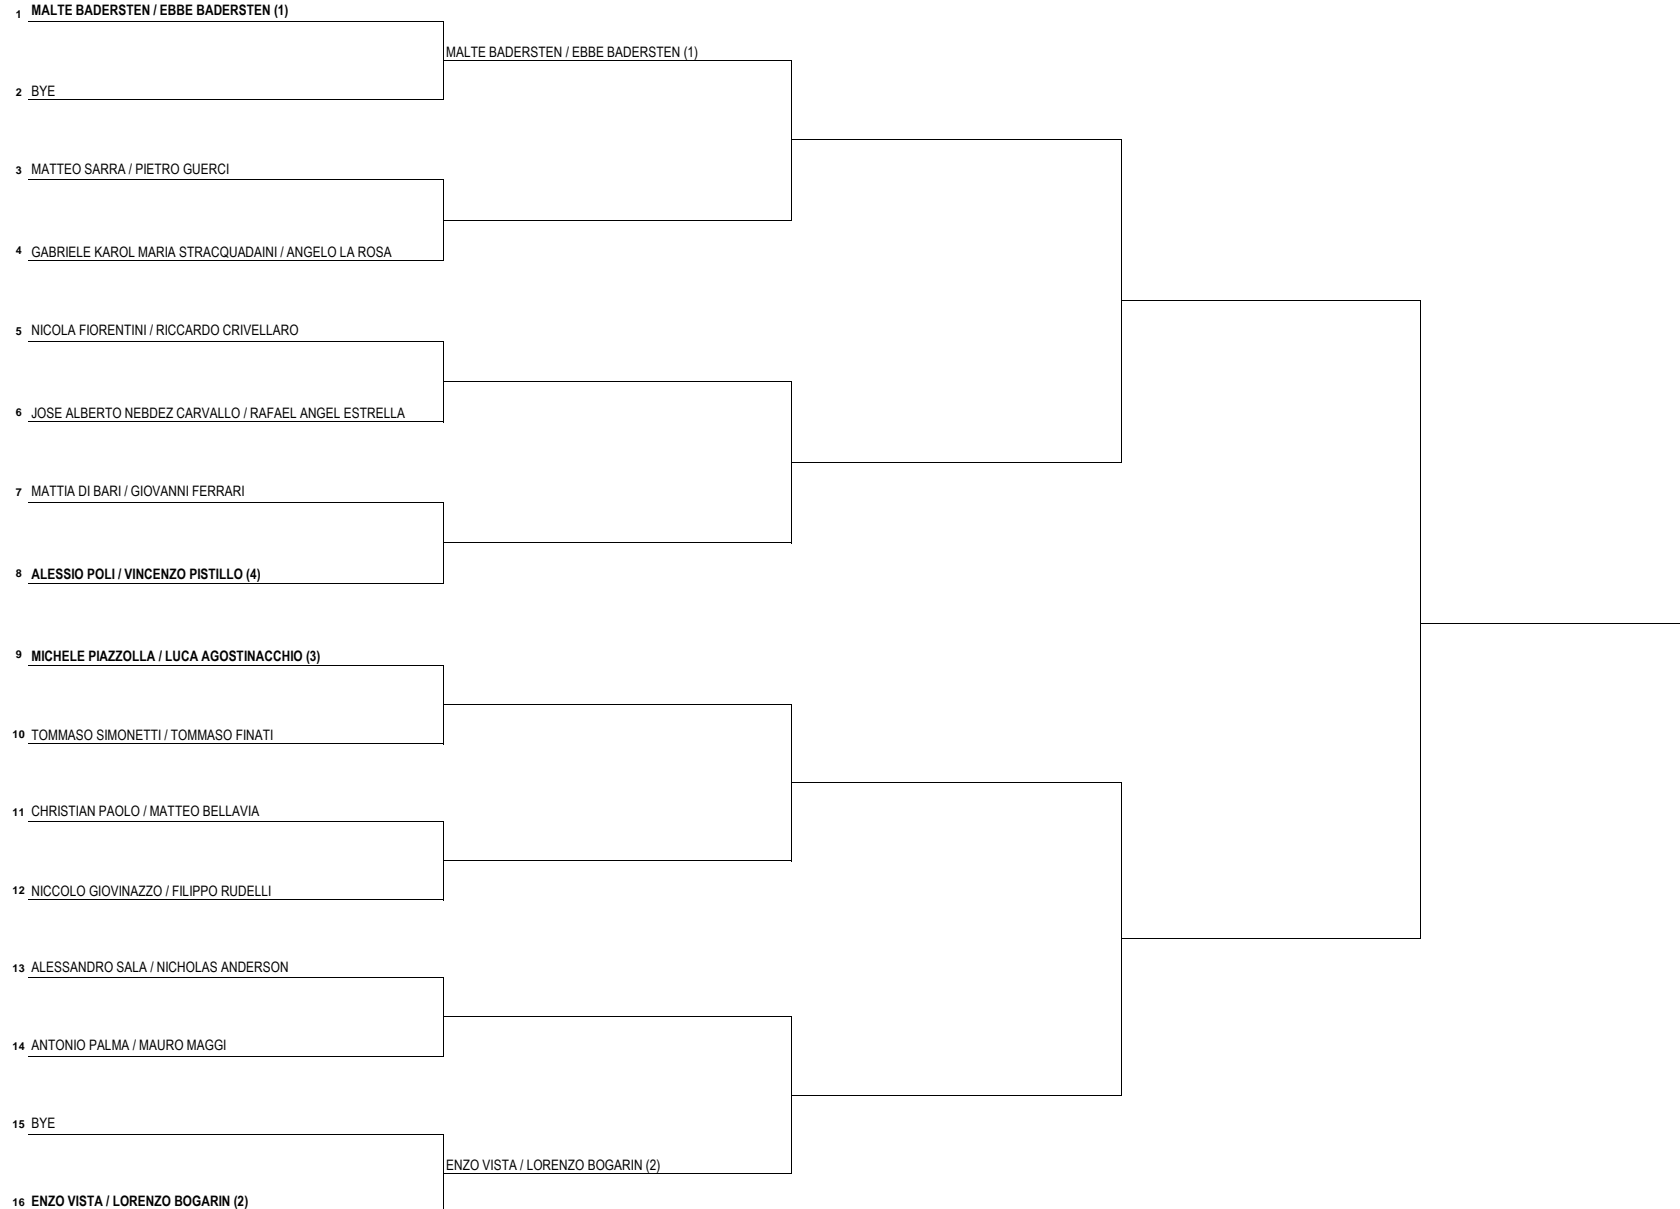 1 MALTE BADERSTEN / EBBE BADERSTEN (1)
MALTE BADERSTEN / EBBE BADERSTEN (1)
2 BYE
3 MATTEO SARRA / PIETRO GUERCI
4 GABRIELE KAROL MARIA STRACQUADAINI / ANGELO LA ROSA
5 NICOLA FIORENTINI / RICCARDO CRIVELLARO
6 JOSE ALBERTO NEBDEZ CARVALLO / RAFAEL ANGEL ESTRELLA
7 MATTIA DI BARI / GIOVANNI FERRARI
8 ALESSIO POLI / VINCENZO PISTILLO (4)
9 MICHELE PIAZZOLLA / LUCA AGOSTINACCHIO (3)
10 TOMMASO SIMONETTI / TOMMASO FINATI
11 CHRISTIAN PAOLO / MATTEO BELLAVIA
12 NICCOLO GIOVINAZZO / FILIPPO RUDELLI
13 ALESSANDRO SALA / NICHOLAS ANDERSON
14 ANTONIO PALMA / MAURO MAGGI
15 BYE
ENZO VISTA / LORENZO BOGARIN (2)
16 ENZO VISTA / LORENZO BOGARIN (2)